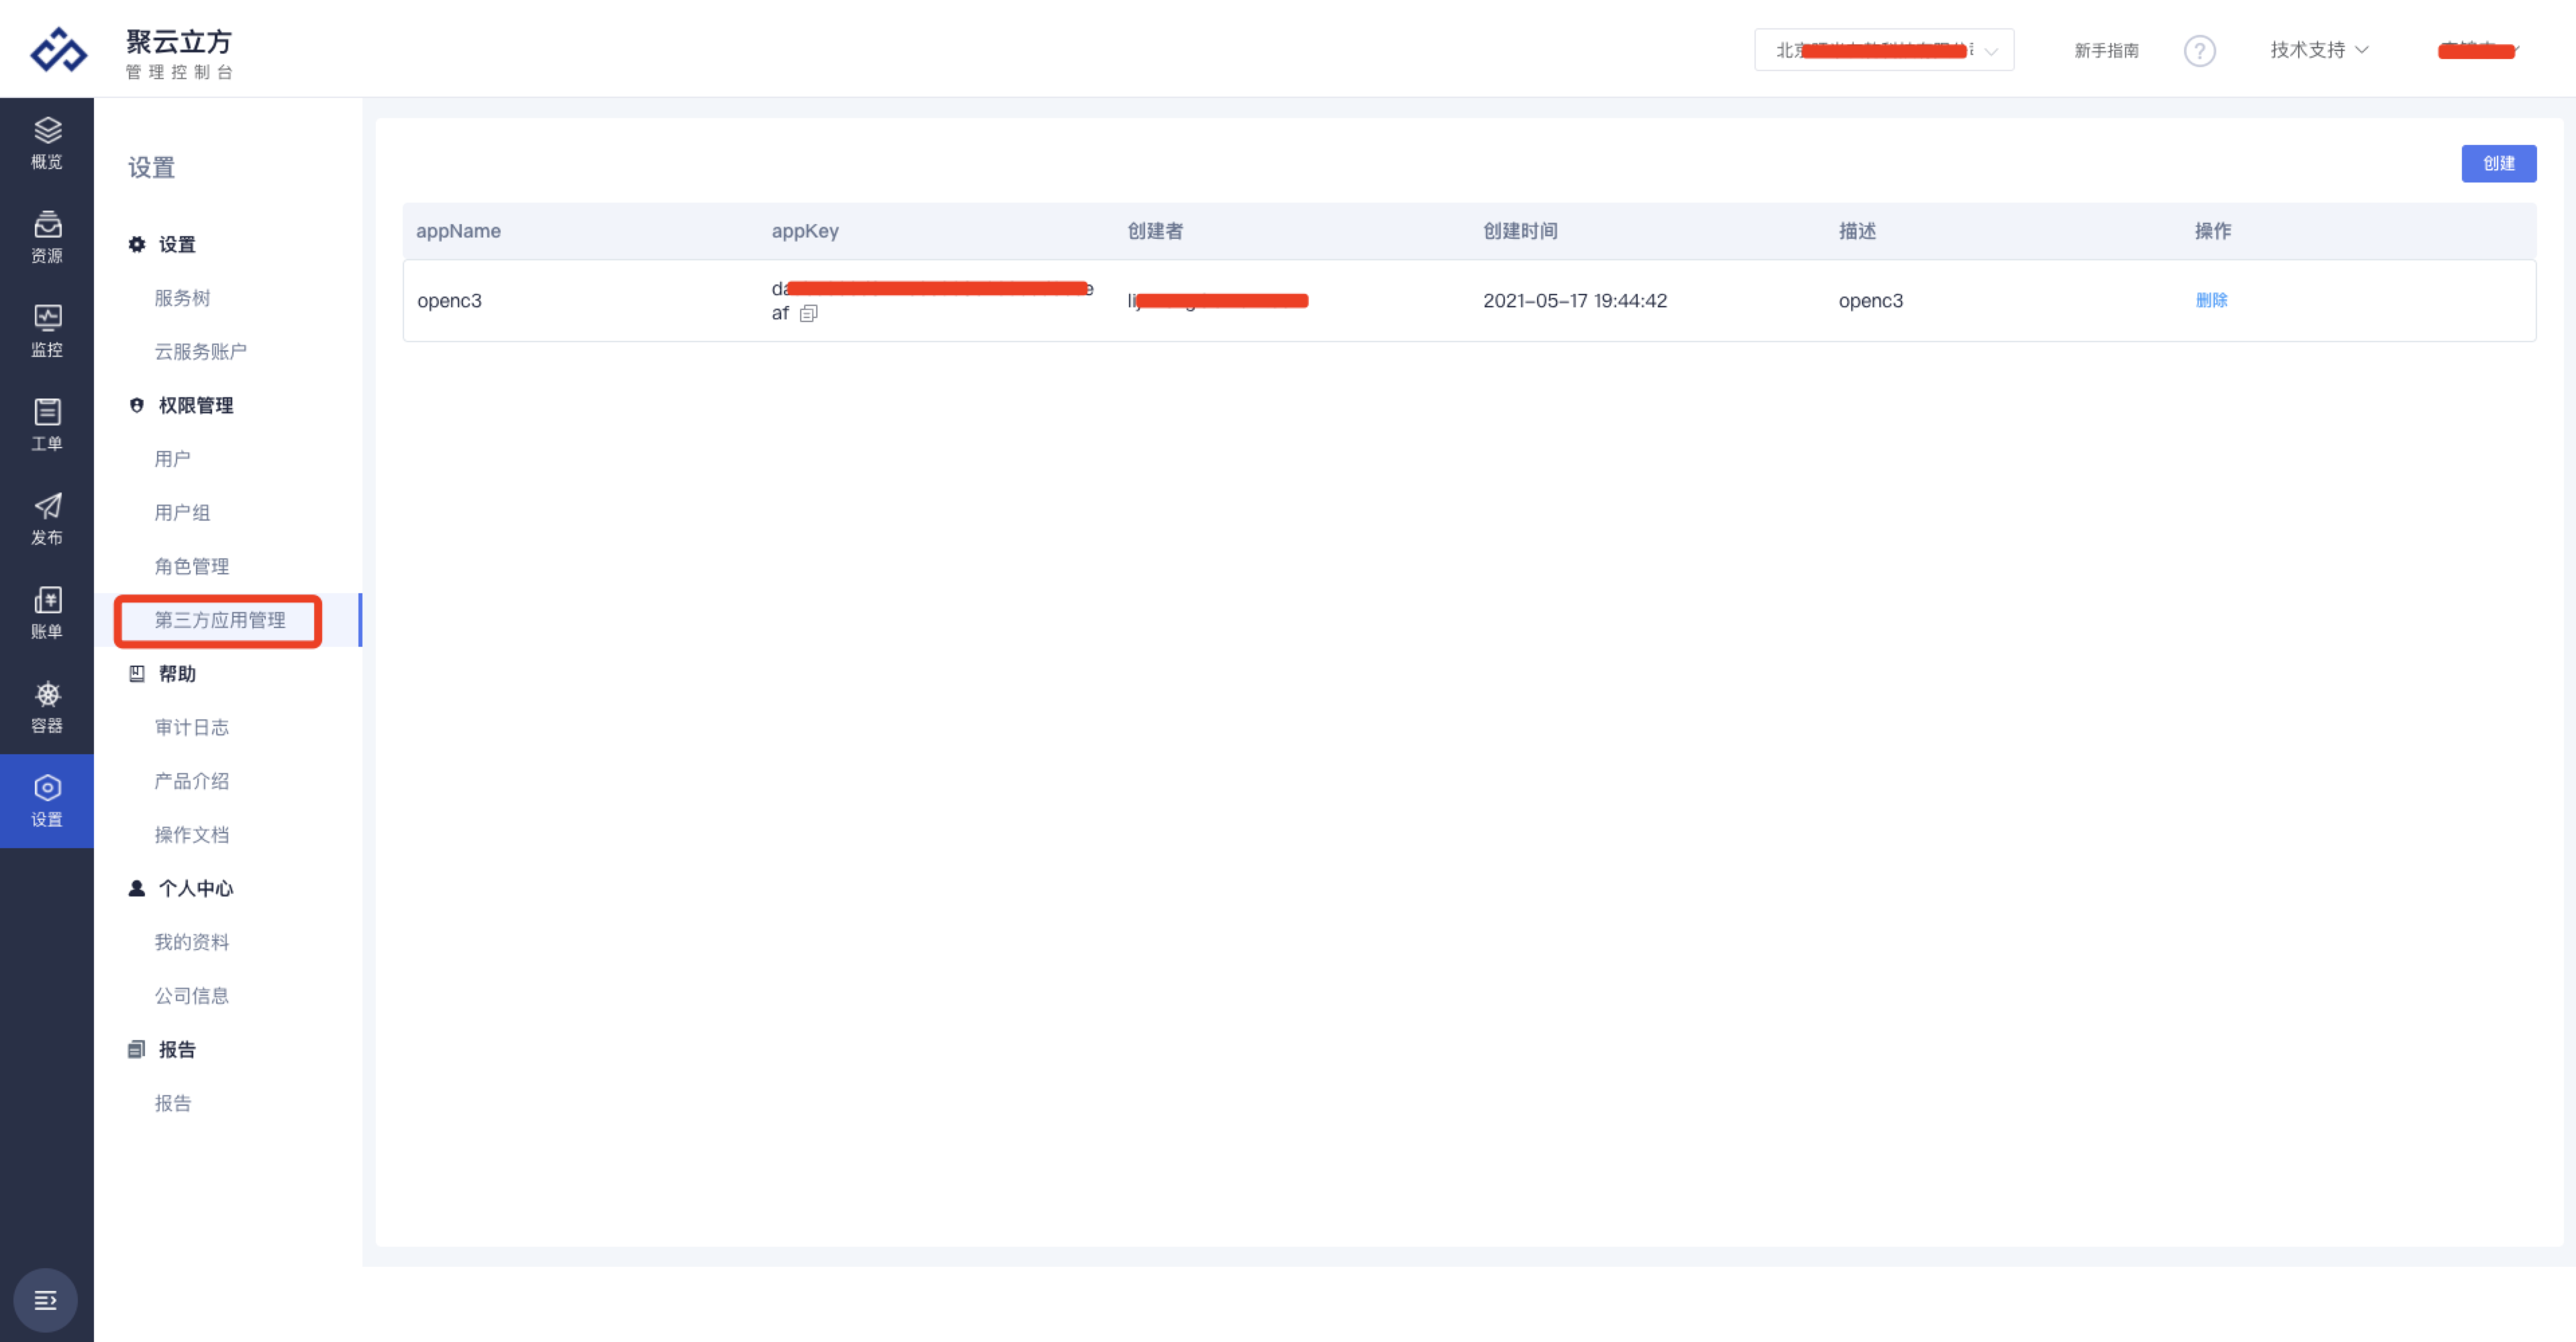 聚云立方
管理控制台
北京
新手指南
?
技术支持
概览
资源
监控
工单
发布
账单
容器
设置
设置
设置
服务树
云服务账户
权限管理
用户
用户组
角色管理
第三方应用管理
帮助
审计日志
产品介绍
操作文档
个人中心
我的资料
公司信息
报告
报告
创建
appName appKey 创建者 创建时间 描述 操作
openc3 da e af lij 2021-05-17 19:44:42 openc3 删除